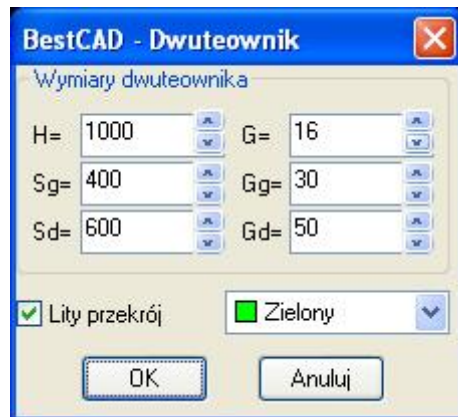 BestCAD - Dwuteownik
Wymiary dwuteownika
H= 1000 G= 16
Sg= 400 Gg= 30
Sd= 600 Gd= 50
Lity przekrój Zielony
OK Anuluj